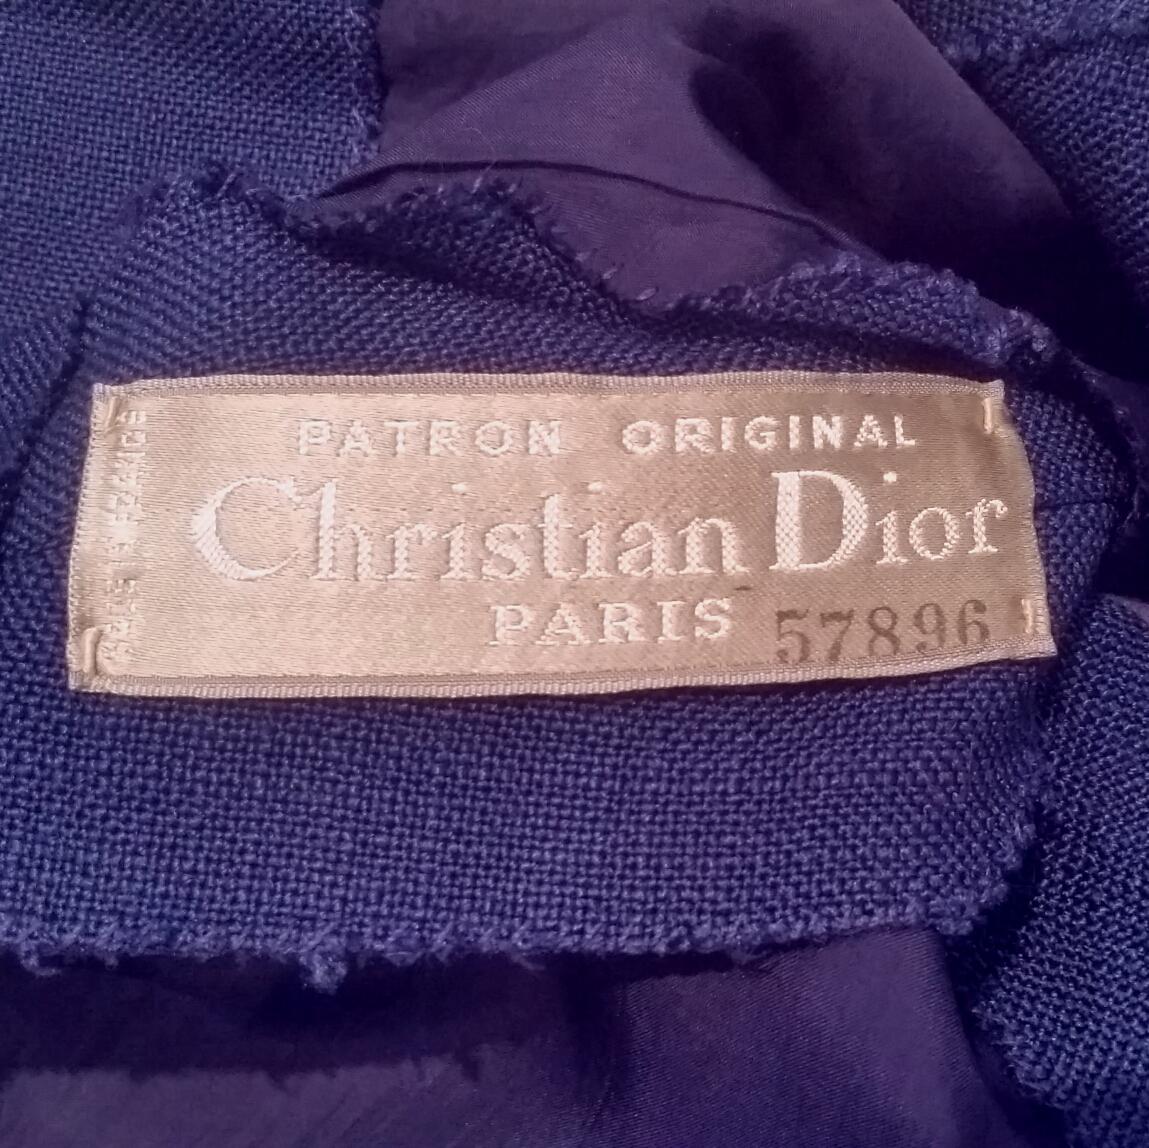 PATRON ORIGINAL
Christian Dior
PARIS
57896